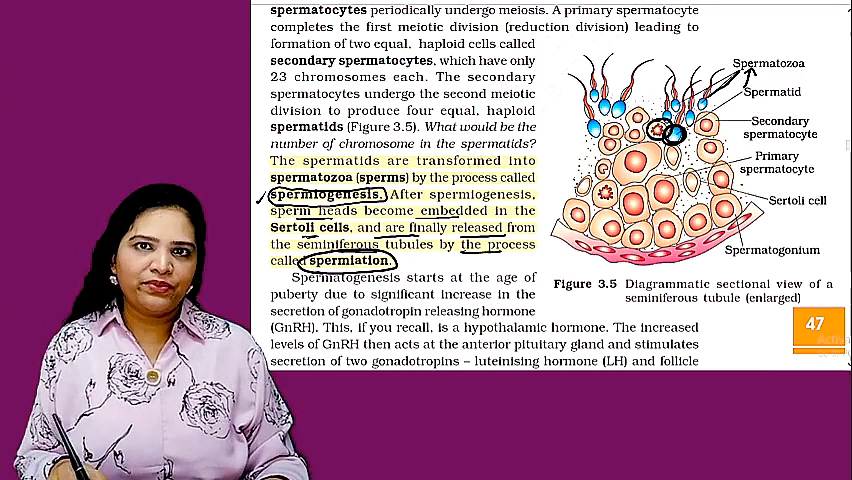 spermatocytes periodically undergo meiosis. A primary spermatocyte
completes the first meiotic division (reduction division) leading to
formation of two equal, haploid cells called
secondary spermatocytes, which have only
23 chromosomes each. The secondary
spermatocytes undergo the second meiotic
division to produce four equal, haploid
spermatids (Figure 3.5). What would be the
number of chromosome in the spermatids?
The spermatids are transformed into
spermatozoa (sperms) by the process called
spermiogenesis. After spermiogenesis,
sperm heads become embedded in the
Sertoli cells, and are finally released from
the seminiferous tubules by the process
called spermiation.
Spermatogenesis starts at the age of
puberty due to significant increase in the
secretion of gonadotropin releasing hormone
(GnRH). This, if you recall, is a hypothalamic hormone. The increased
levels of GnRH then acts at the anterior pituitary gland and stimulates
secretion of two gonadotropins – luteinising hormone (LH) and follicle
Spermatozoa
Spermatid
Secondary
spermatocyte
Primary
spermatocyte
Sertoli cell
Spermatogonium
Figure 3.5 Diagrammatic sectional view of a
seminiferous tubule (enlarged)
47